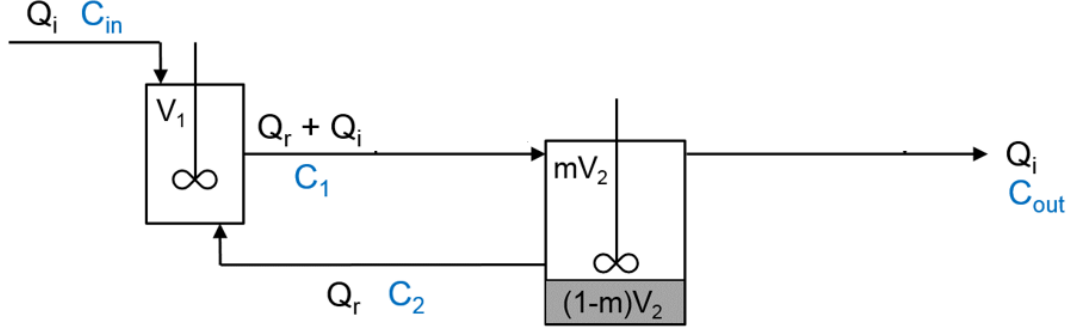 Qᵢ Cᵢₙ
V₁
Qᵣ + Qᵢ
C₁
mV₂
Qᵢ
Cₒᵤₜ
Qᵣ C₂
(1-m)V₂